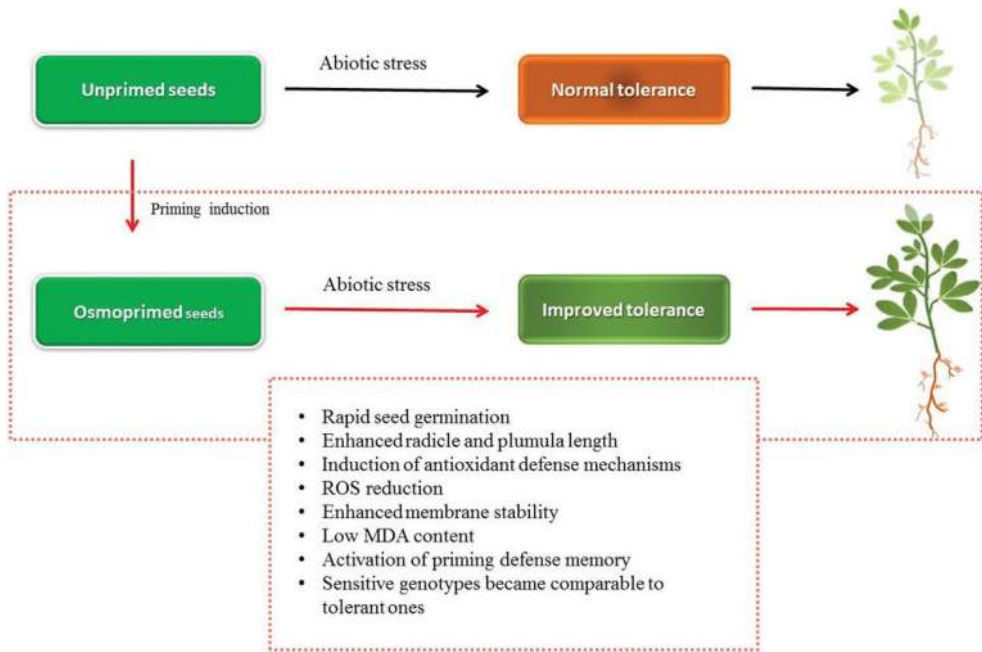 Unprimed seeds
Abiotic stress
Normal tolerance
Priming induction
Osmoprimed seeds
Abiotic stress
Improved tolerance
• Rapid seed germination
• Enhanced radicle and plumula length
• Induction of antioxidant defense mechanisms
• ROS reduction
• Enhanced membrane stability
• Low MDA content
• Activation of priming defense memory
• Sensitive genotypes became comparable to
tolerant ones